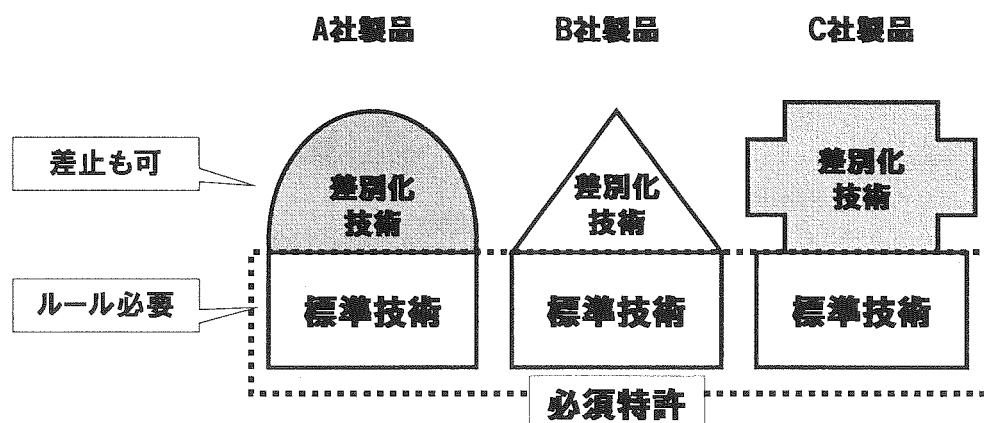 A社製品 B社製品 C社製品
差止も可
差別化
技術
差別化
技術
差別化
技術
ルール必要
標準技術 標準技術 標準技術
必須特許